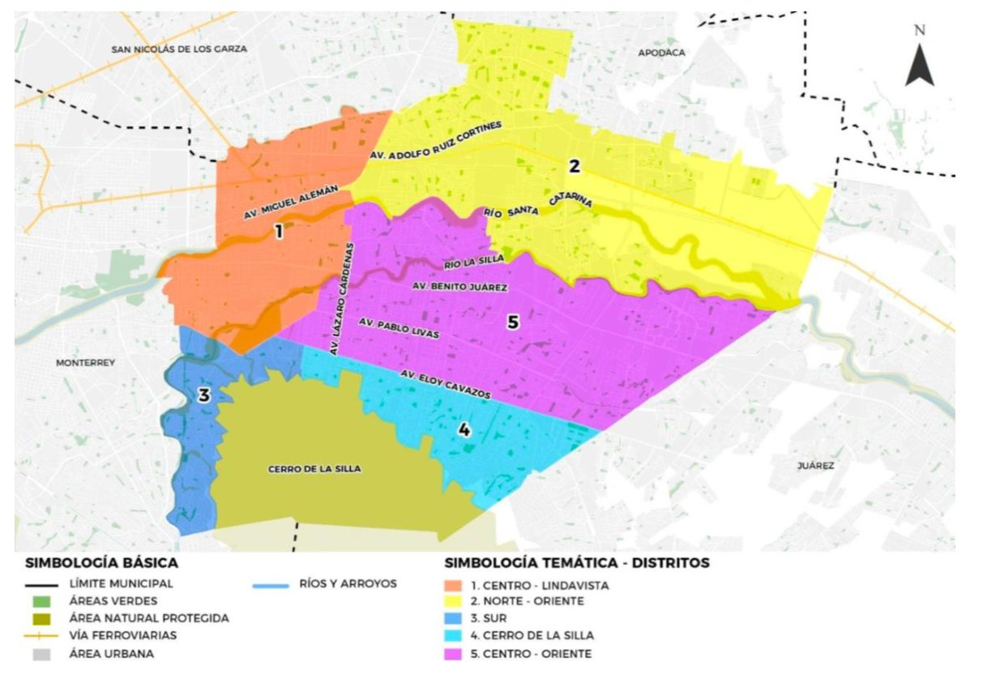 N
SAN NICOLÁS DE LOS GARZA
APODACA
AV. ADOLFO RUIZ CORTINES
2
AV. MIGUEL ALEMÁN
RÍO SANTA CATARINA
1
AV. LÁZARO CÁRDENAS
RIO LA SILLA
AV. BENITO JUÁREZ
5
AV. PABLO LIVAS
MONTERREY
AV. ELOY CAVAZOS
3
4
CERRO DE LA SILLA
JUÁREZ
SIMBOLOGÍA BÁSICA
LÍMITE MUNICIPAL
ÁREAS VERDES
ÁREA NATURAL PROTEGIDA
VÍA FERROVIARIAS
ÁREA URBANA
RÍOS Y ARROYOS
SIMBOLOGÍA TEMÁTICA - DISTRITOS
1. CENTRO - LINDAVISTA
2. NORTE - ORIENTE
3. SUR
4. CERRO DE LA SILLA
5. CENTRO - ORIENTE